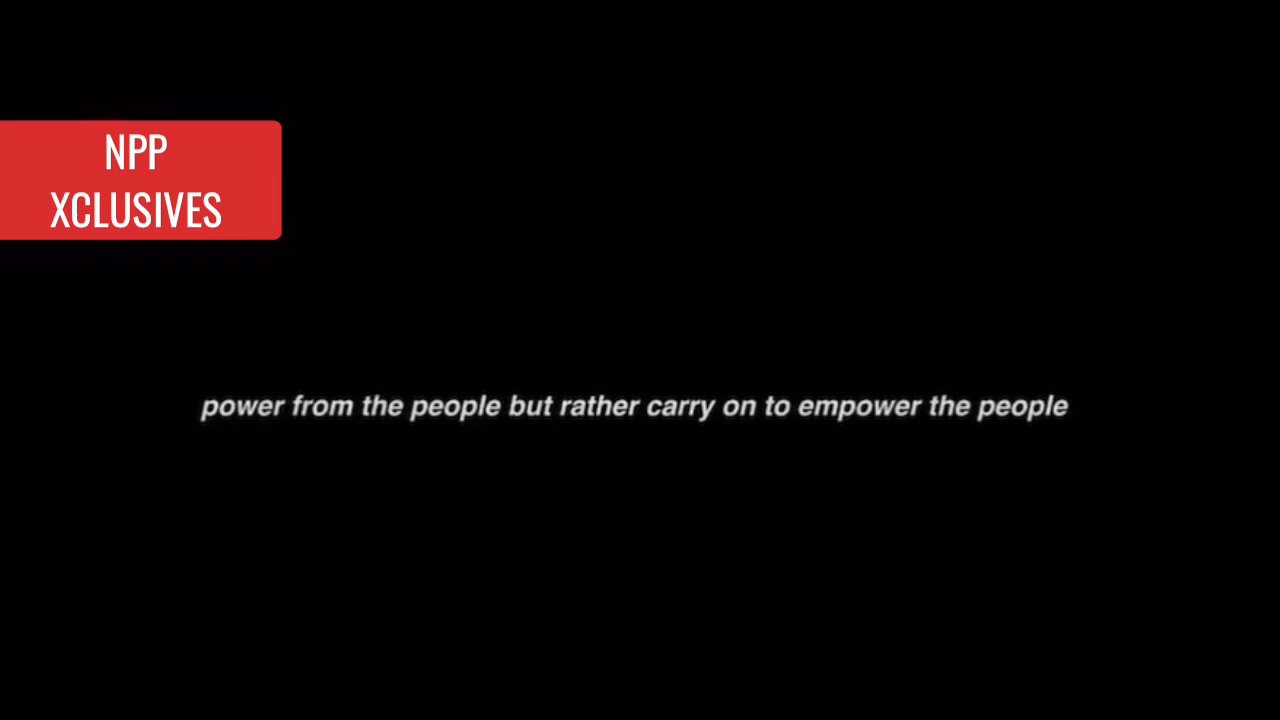 NPP
XCLUSIVES
power from the people but rather carry on to empower the people